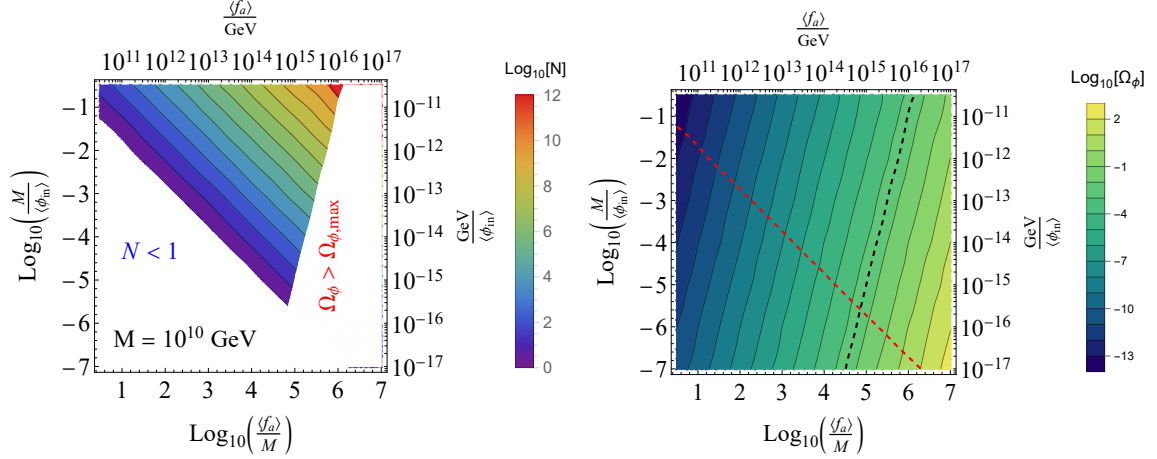 ⟨f_a⟩/GeV
10^11 10^12 10^13 10^14 10^15 10^16 10^17
Log10(M/⟨ϕ_in⟩)
-1
-2
-3
-4
-5
-6
-7
N < 1
M = 10^10 GeV
Ω_ϕ > Ω_ϕ,max
10^-11
10^-12
10^-13
10^-14
10^-15
10^-16
10^-17
GeV/⟨ϕ_in⟩
1 2 3 4 5 6 7
Log10(⟨f_a⟩/M)
Log10[N]
12
10
8
6
4
2
0
⟨f_a⟩/GeV
10^11 10^12 10^13 10^14 10^15 10^16 10^17
Log10(M/⟨ϕ_in⟩)
-1
-2
-3
-4
-5
-6
-7
10^-11
10^-12
10^-13
10^-14
10^-15
10^-16
10^-17
GeV/⟨ϕ_in⟩
1 2 3 4 5 6 7
Log10(⟨f_a⟩/M)
Log10[Ω_ϕ]
2
-1
-4
-7
-10
-13